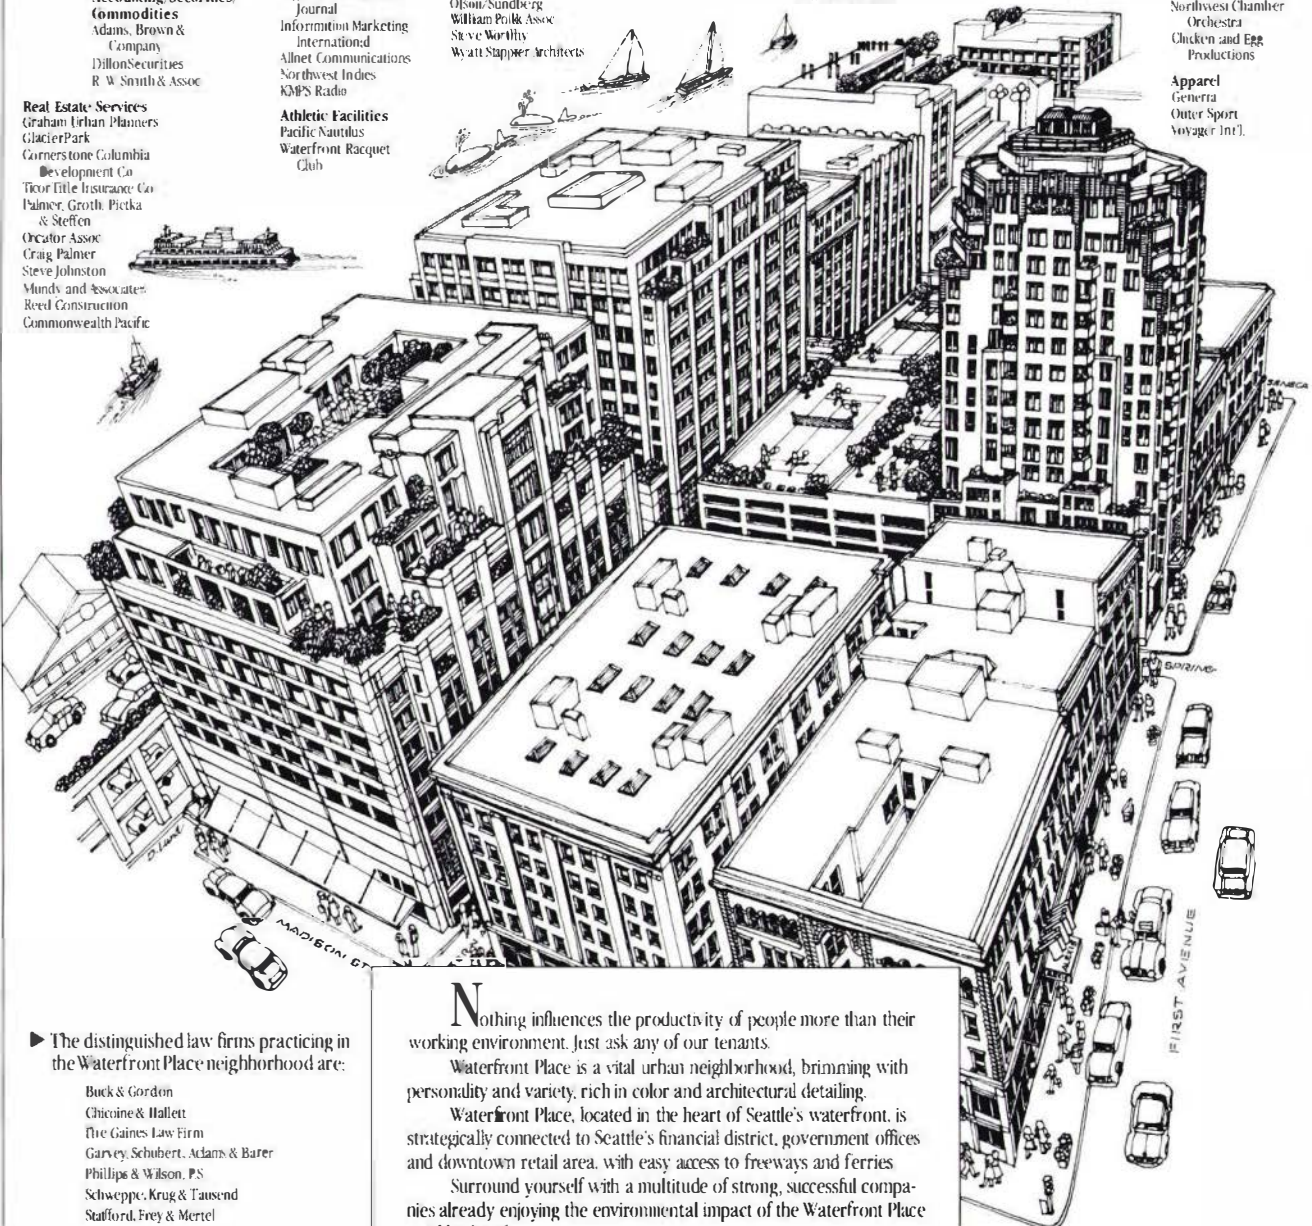 Commodities
Adams, Brown &
Company
Dillon Securities
R W Smith & Assoc
Real Estate Services
Graham Urban Planners
Glacier Park
Cornerstone Columbia
Development Co
Ticor Title Insurance Co
Palmer, Groth, Pietka
& Steffen
Orcator Assoc
Craig Palmer
Steve Johnston
Mundy and Associates
Reed Construction
Commonwealth Pacific
Journal
Information Marketing
International
Allnet Communications
Northwest Indies
KMPS Radio
Athletic Facilities
Pacific Nautilus
Waterfront Racquet
Club
Olson/Sundberg
William Polk Assoc
Steve Worthy
Wyatt Stapper Architects
Northwest Chamber
Orchestra
Chicken and Egg
Productions
Apparel
Generra
Outer Sport
Voyager Int'l.
SENECA
SPRING
FIRST AVENUE
MADISON ST
▶ The distinguished law firms practicing in
the Waterfront Place neighborhood are:
Buck & Gordon
Chicoine & Hallett
The Gaines Law Firm
Garvey, Schubert, Adams & Barer
Phillips & Wilson, P.S
Schweppe, Krug & Tausend
Stafford, Frey & Mertel
Nothing influences the productivity of people more than their
working environment. Just ask any of our tenants.
Waterfront Place is a vital urban neighborhood, brimming with
personality and variety, rich in color and architectural detailing.
Waterfront Place, located in the heart of Seattle's waterfront, is
strategically connected to Seattle's financial district, government offices
and downtown retail area, with easy access to freeways and ferries
Surround yourself with a multitude of strong, successful compa-
nies already enjoying the environmental impact of the Waterfront Place